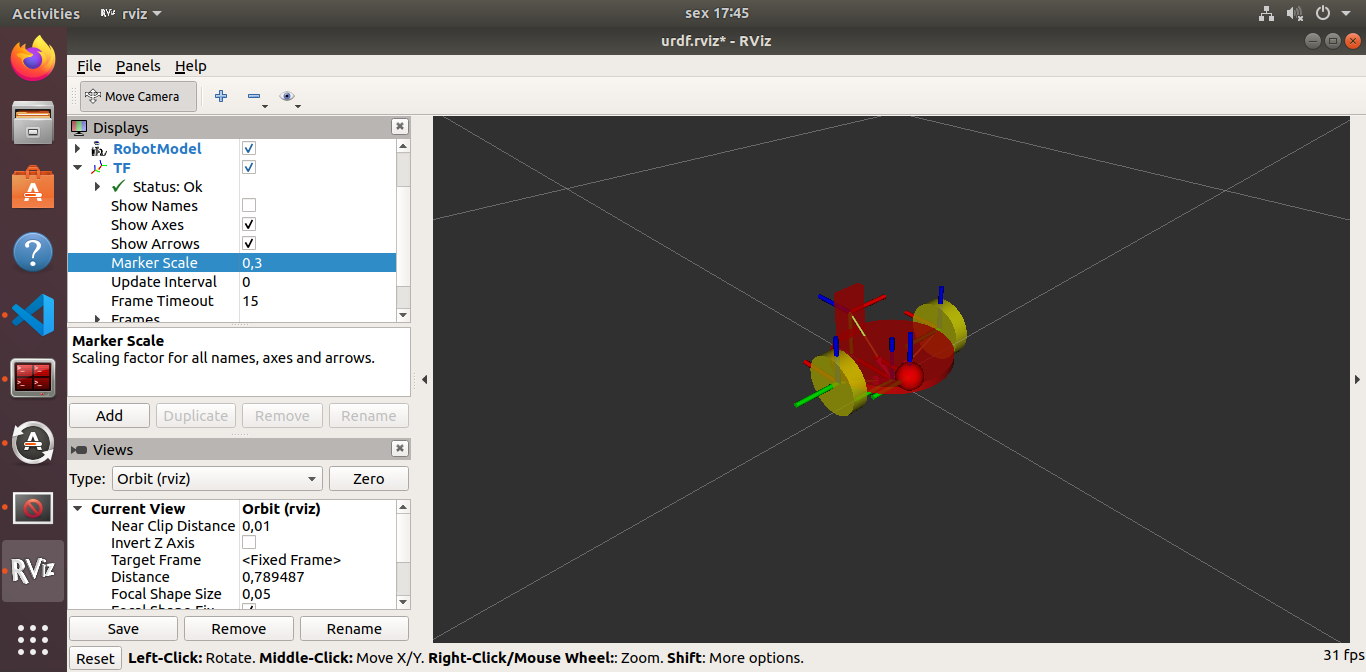 Activities RViz rviz sex 17:45
urdf.rviz* - RViz
File Panels Help
Move Camera
Displays
RobotModel
TF
Status: Ok
Show Names
Show Axes
Show Arrows
Marker Scale 0,3
Update Interval 0
Frame Timeout 15
Frames
Marker Scale
Scaling factor for all names, axes and arrows.
Add Duplicate Remove Rename
Views
Type: Orbit (rviz) Zero
Current View Orbit (rviz)
Near Clip Distance 0,01
Invert Z Axis
Target Frame <Fixed Frame>
Distance 0,789487
Focal Shape Size 0,05
Focal Shape Fix
RViz
Save Remove Rename
Reset Left-Click: Rotate. Middle-Click: Move X/Y. Right-Click/Mouse Wheel:: Zoom. Shift: More options. 31 fps